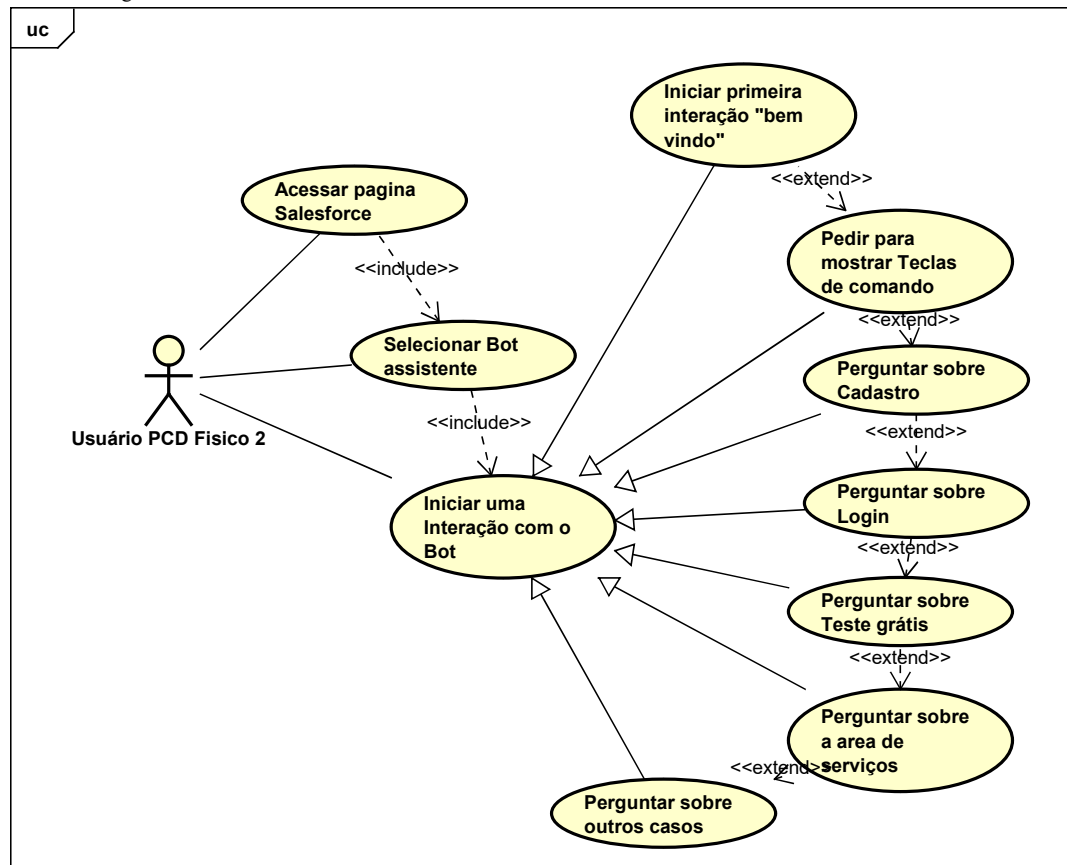 uc
Iniciar primeira
interação "bem
vindo"
<<extend>>
Acessar pagina
Salesforce
Pedir para
mostrar Teclas
de comando
<<include>>
<<extend>>
Selecionar Bot
assistente
Perguntar sobre
Cadastro
<<include>>
<<extend>>
Usuário PCD Fisico 2
Iniciar uma
Interação com o
Bot
Perguntar sobre
Login
<<extend>>
Perguntar sobre
Teste grátis
<<extend>>
Perguntar sobre
a area de
serviços
<<extend>>
Perguntar sobre
outros casos